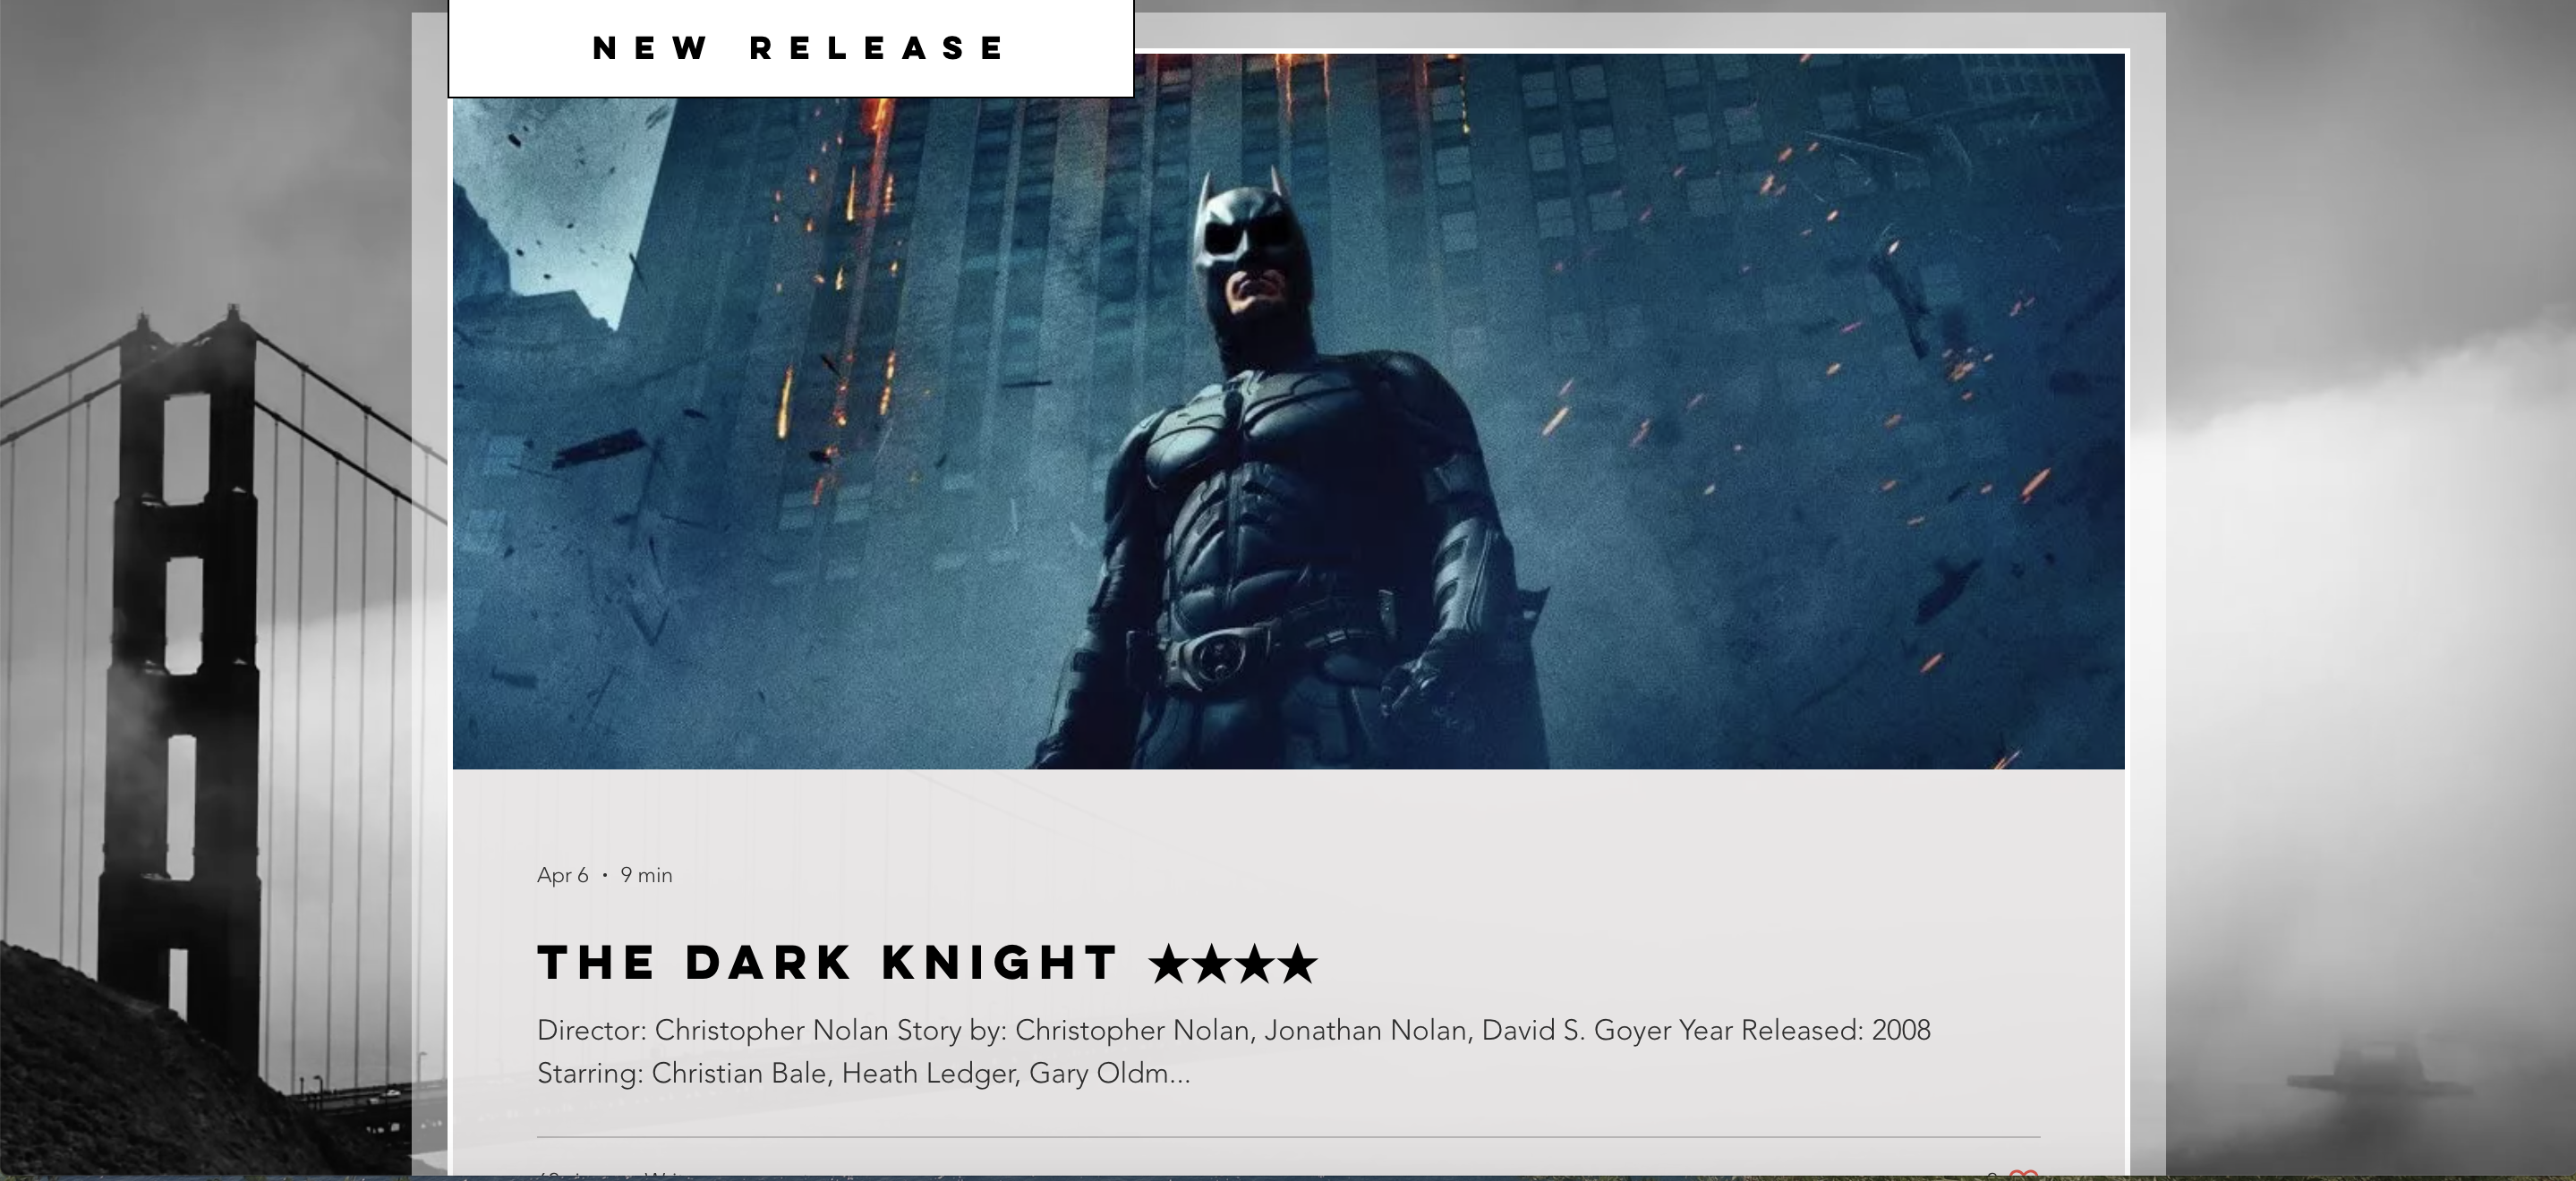 NEW RELEASE
Apr 6 • 9 min
THE DARK KNIGHT ★★★★
Director: Christopher Nolan Story by: Christopher Nolan, Jonathan Nolan, David S. Goyer Year Released: 2008
Starring: Christian Bale, Heath Ledger, Gary Oldm...